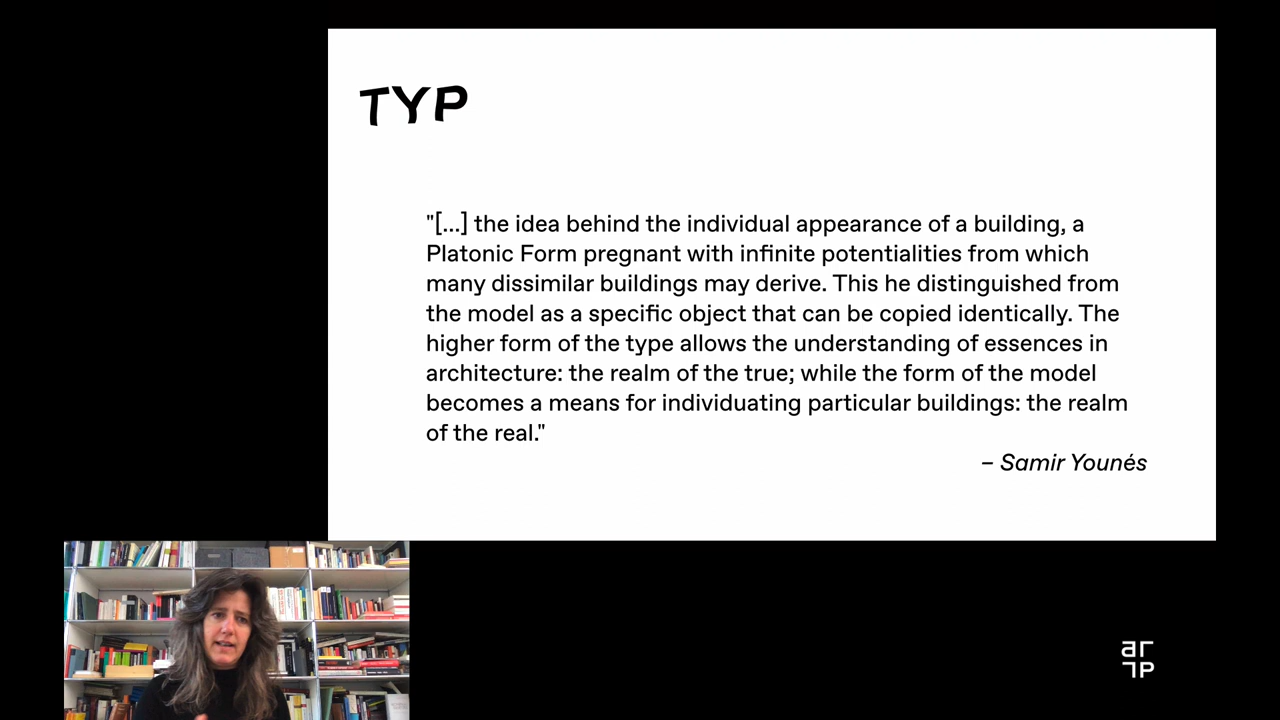 TYP
"[...] the idea behind the individual appearance of a building, a
Platonic Form pregnant with infinite potentialities from which
many dissimilar buildings may derive. This he distinguished from
the model as a specific object that can be copied identically. The
higher form of the type allows the understanding of essences in
architecture: the realm of the true; while the form of the model
becomes a means for individuating particular buildings: the realm
of the real."
– Samir Younés